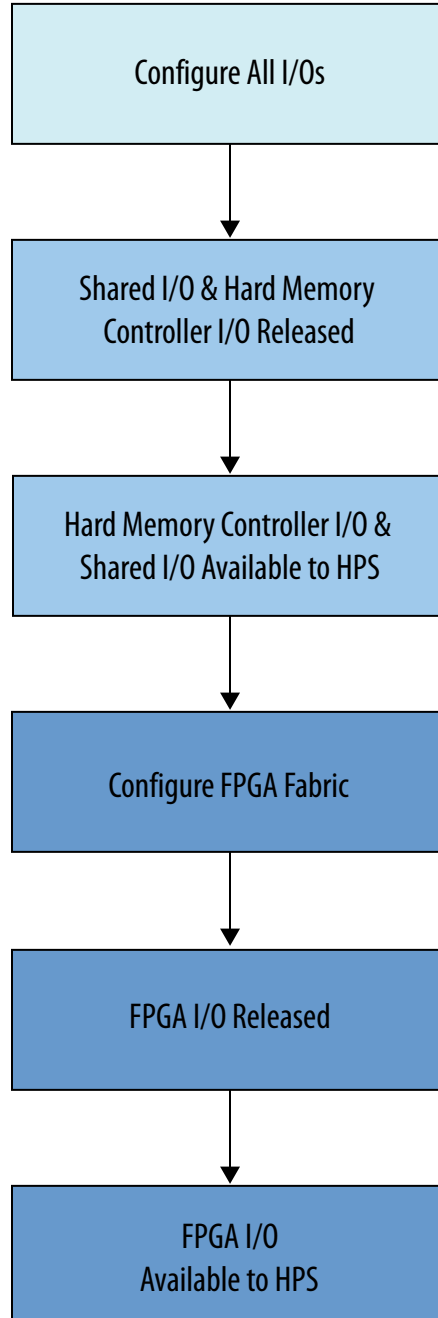 Configure All I/Os
Shared I/O & Hard Memory
Controller I/O Released
Hard Memory Controller I/O &
Shared I/O Available to HPS
Configure FPGA Fabric
FPGA I/O Released
FPGA I/O
Available to HPS